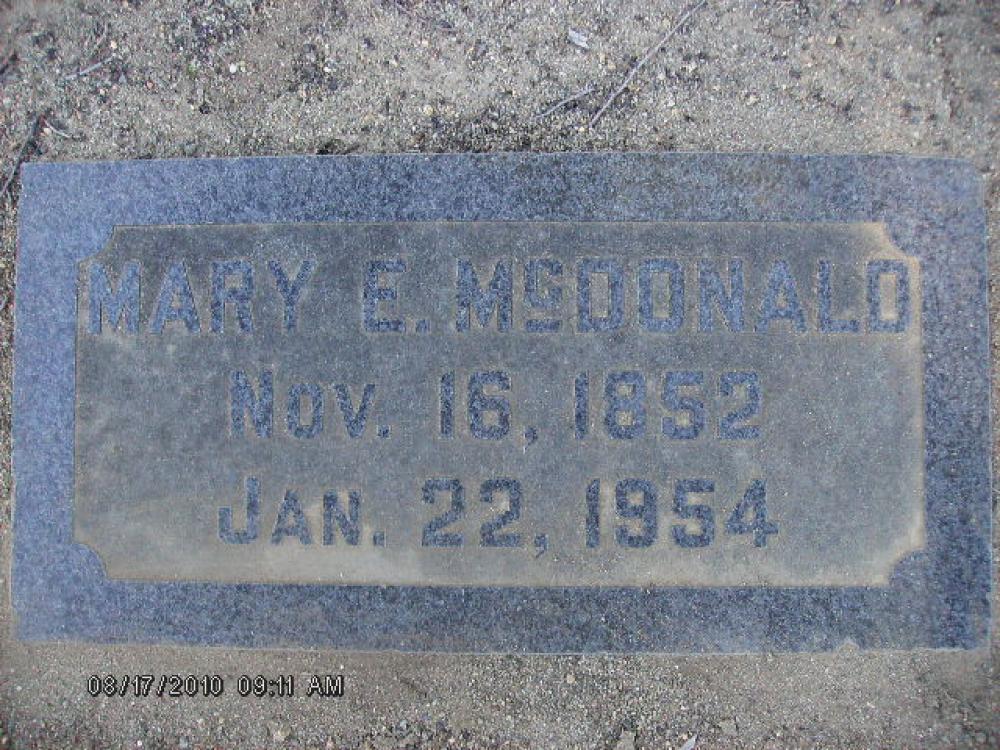 MARY E. McDONALD
NOV. 16, 1852
JAN. 22, 1954
08/17/2010 09:11 AM